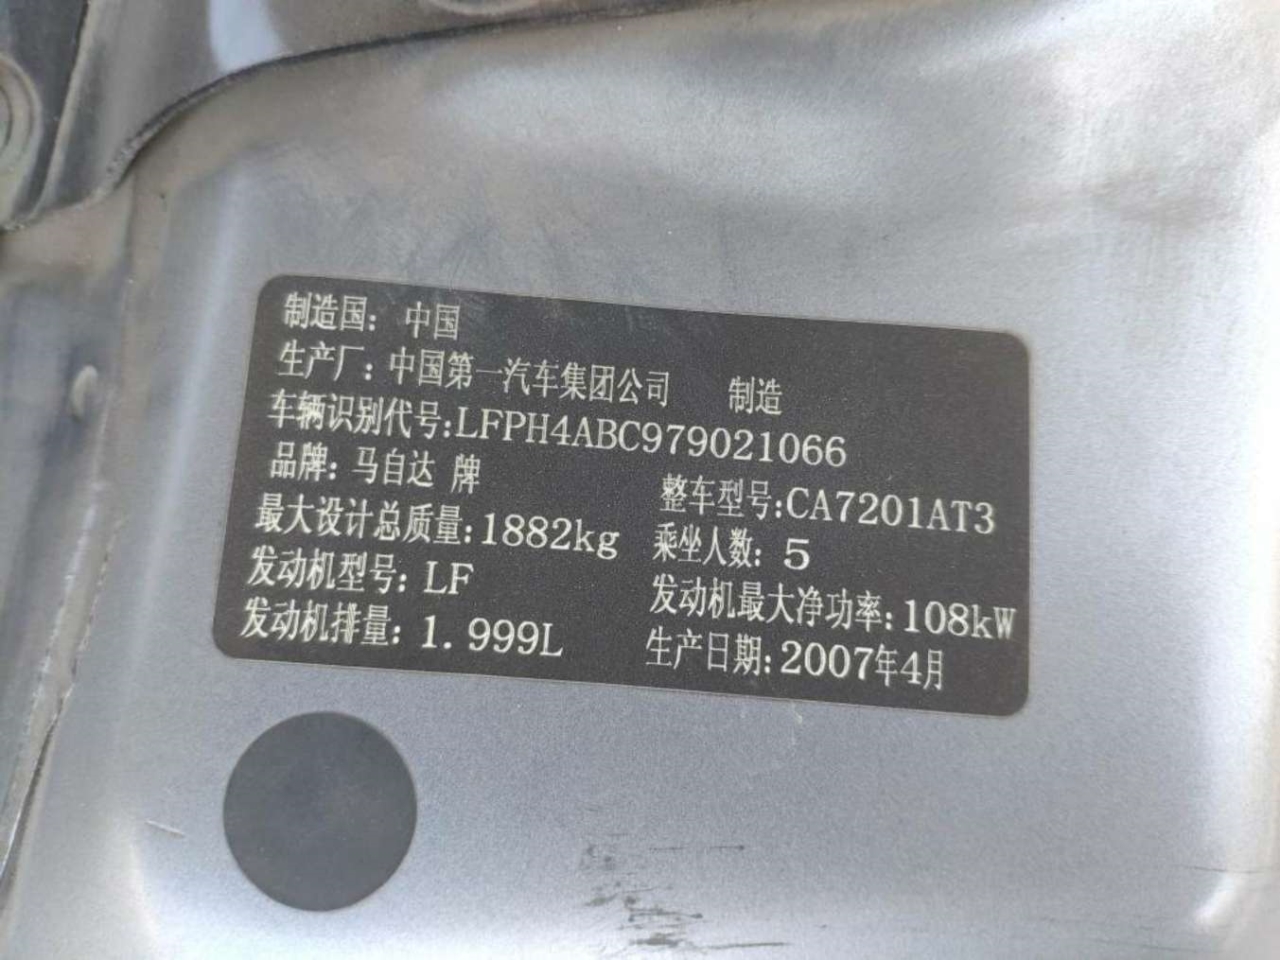 制造国: 中国
生产厂: 中国第一汽车集团公司 制造
车辆识别代号:LFPH4ABC979021066
品牌: 马自达 牌 整车型号:CA7201AT3
最大设计总质量:1882kg 乘坐人数: 5
发动机型号: LF 发动机最大净功率:108kW
发动机排量: 1.999L 生产日期:2007年4月